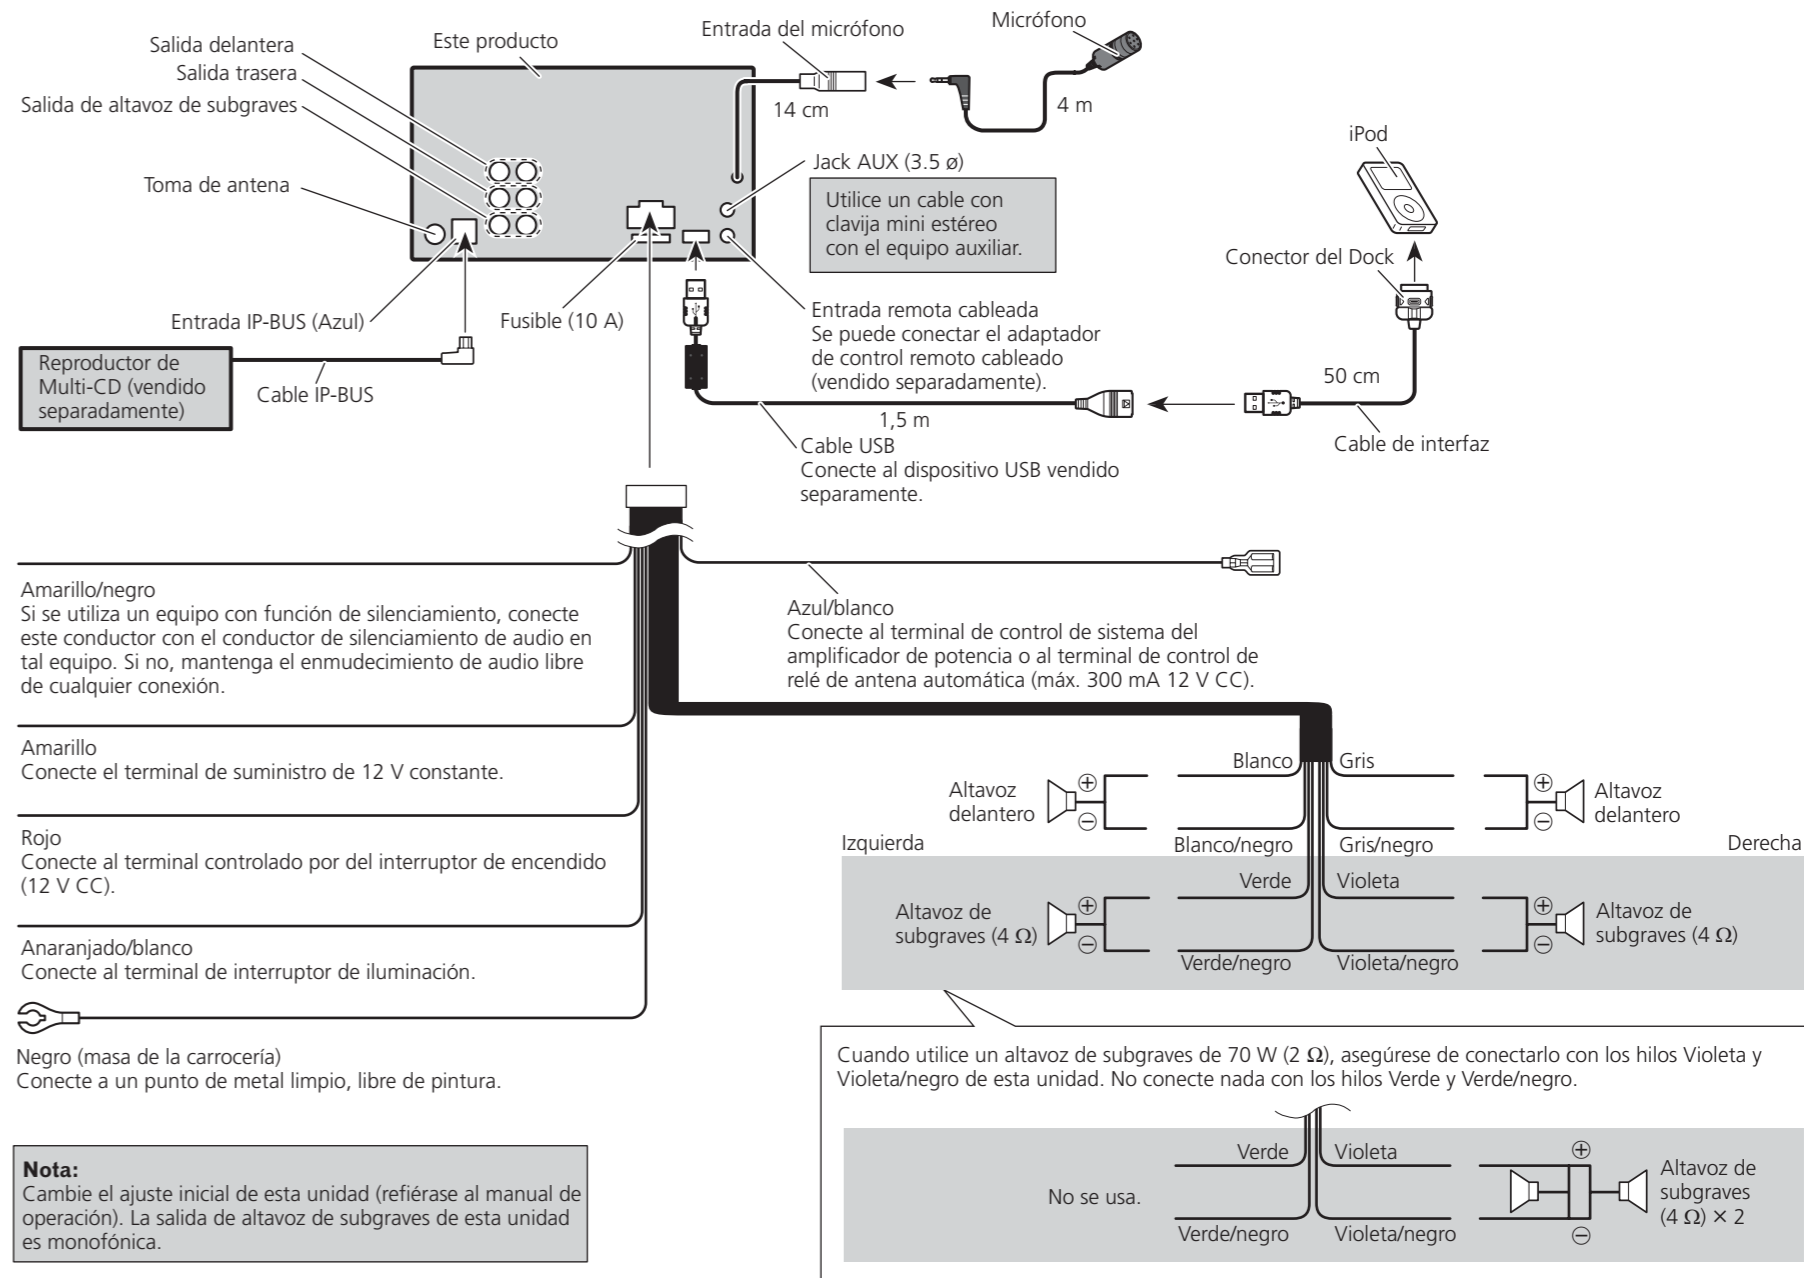 Salida delantera
Salida trasera
Salida de altavoz de subgraves
Este producto
Entrada del micrófono
Micrófono
14 cm
4 m
Toma de antena
Jack AUX (3.5 ø)
Utilice un cable con
clavija mini estéreo
con el equipo auxiliar.
iPod
Conector del Dock
Entrada IP-BUS (Azul)
Fusible (10 A)
Entrada remota cableada
Se puede conectar el adaptador
de control remoto cableado
(vendido separadamente).
Reproductor de
Multi-CD (vendido
separadamente)
Cable IP-BUS
50 cm
1,5 m
Cable USB
Conecte al dispositivo USB vendido
separamente.
Cable de interfaz
Amarillo/negro
Si se utiliza un equipo con función de silenciamiento, conecte
este conductor con el conductor de silenciamiento de audio en
tal equipo. Si no, mantenga el enmudecimiento de audio libre
de cualquier conexión.
Azul/blanco
Conecte al terminal de control de sistema del
amplificador de potencia o al terminal de control de
relé de antena automática (máx. 300 mA 12 V CC).
Amarillo
Conecte el terminal de suministro de 12 V constante.
Rojo
Conecte al terminal controlado por del interruptor de encendido
(12 V CC).
Anaranjado/blanco
Conecte al terminal de interruptor de iluminación.
Negro (masa de la carrocería)
Conecte a un punto de metal limpio, libre de pintura.
Blanco
Gris
Altavoz
delantero
⊕
⊖
⊕
⊖
Altavoz
delantero
Izquierda
Blanco/negro
Gris/negro
Derecha
Verde
Violeta
Altavoz de
subgraves (4 Ω)
⊕
⊖
⊕
⊖
Altavoz de
subgraves (4 Ω)
Verde/negro
Violeta/negro
Cuando utilice un altavoz de subgraves de 70 W (2 Ω), asegúrese de conectarlo con los hilos Violeta y
Violeta/negro de esta unidad. No conecte nada con los hilos Verde y Verde/negro.
Verde
Violeta
⊕
No se usa.
Altavoz de
subgraves
(4 Ω) × 2
Verde/negro
Violeta/negro
⊖
Nota:
Cambie el ajuste inicial de esta unidad (refiérase al manual de
operación). La salida de altavoz de subgraves de esta unidad
es monofónica.